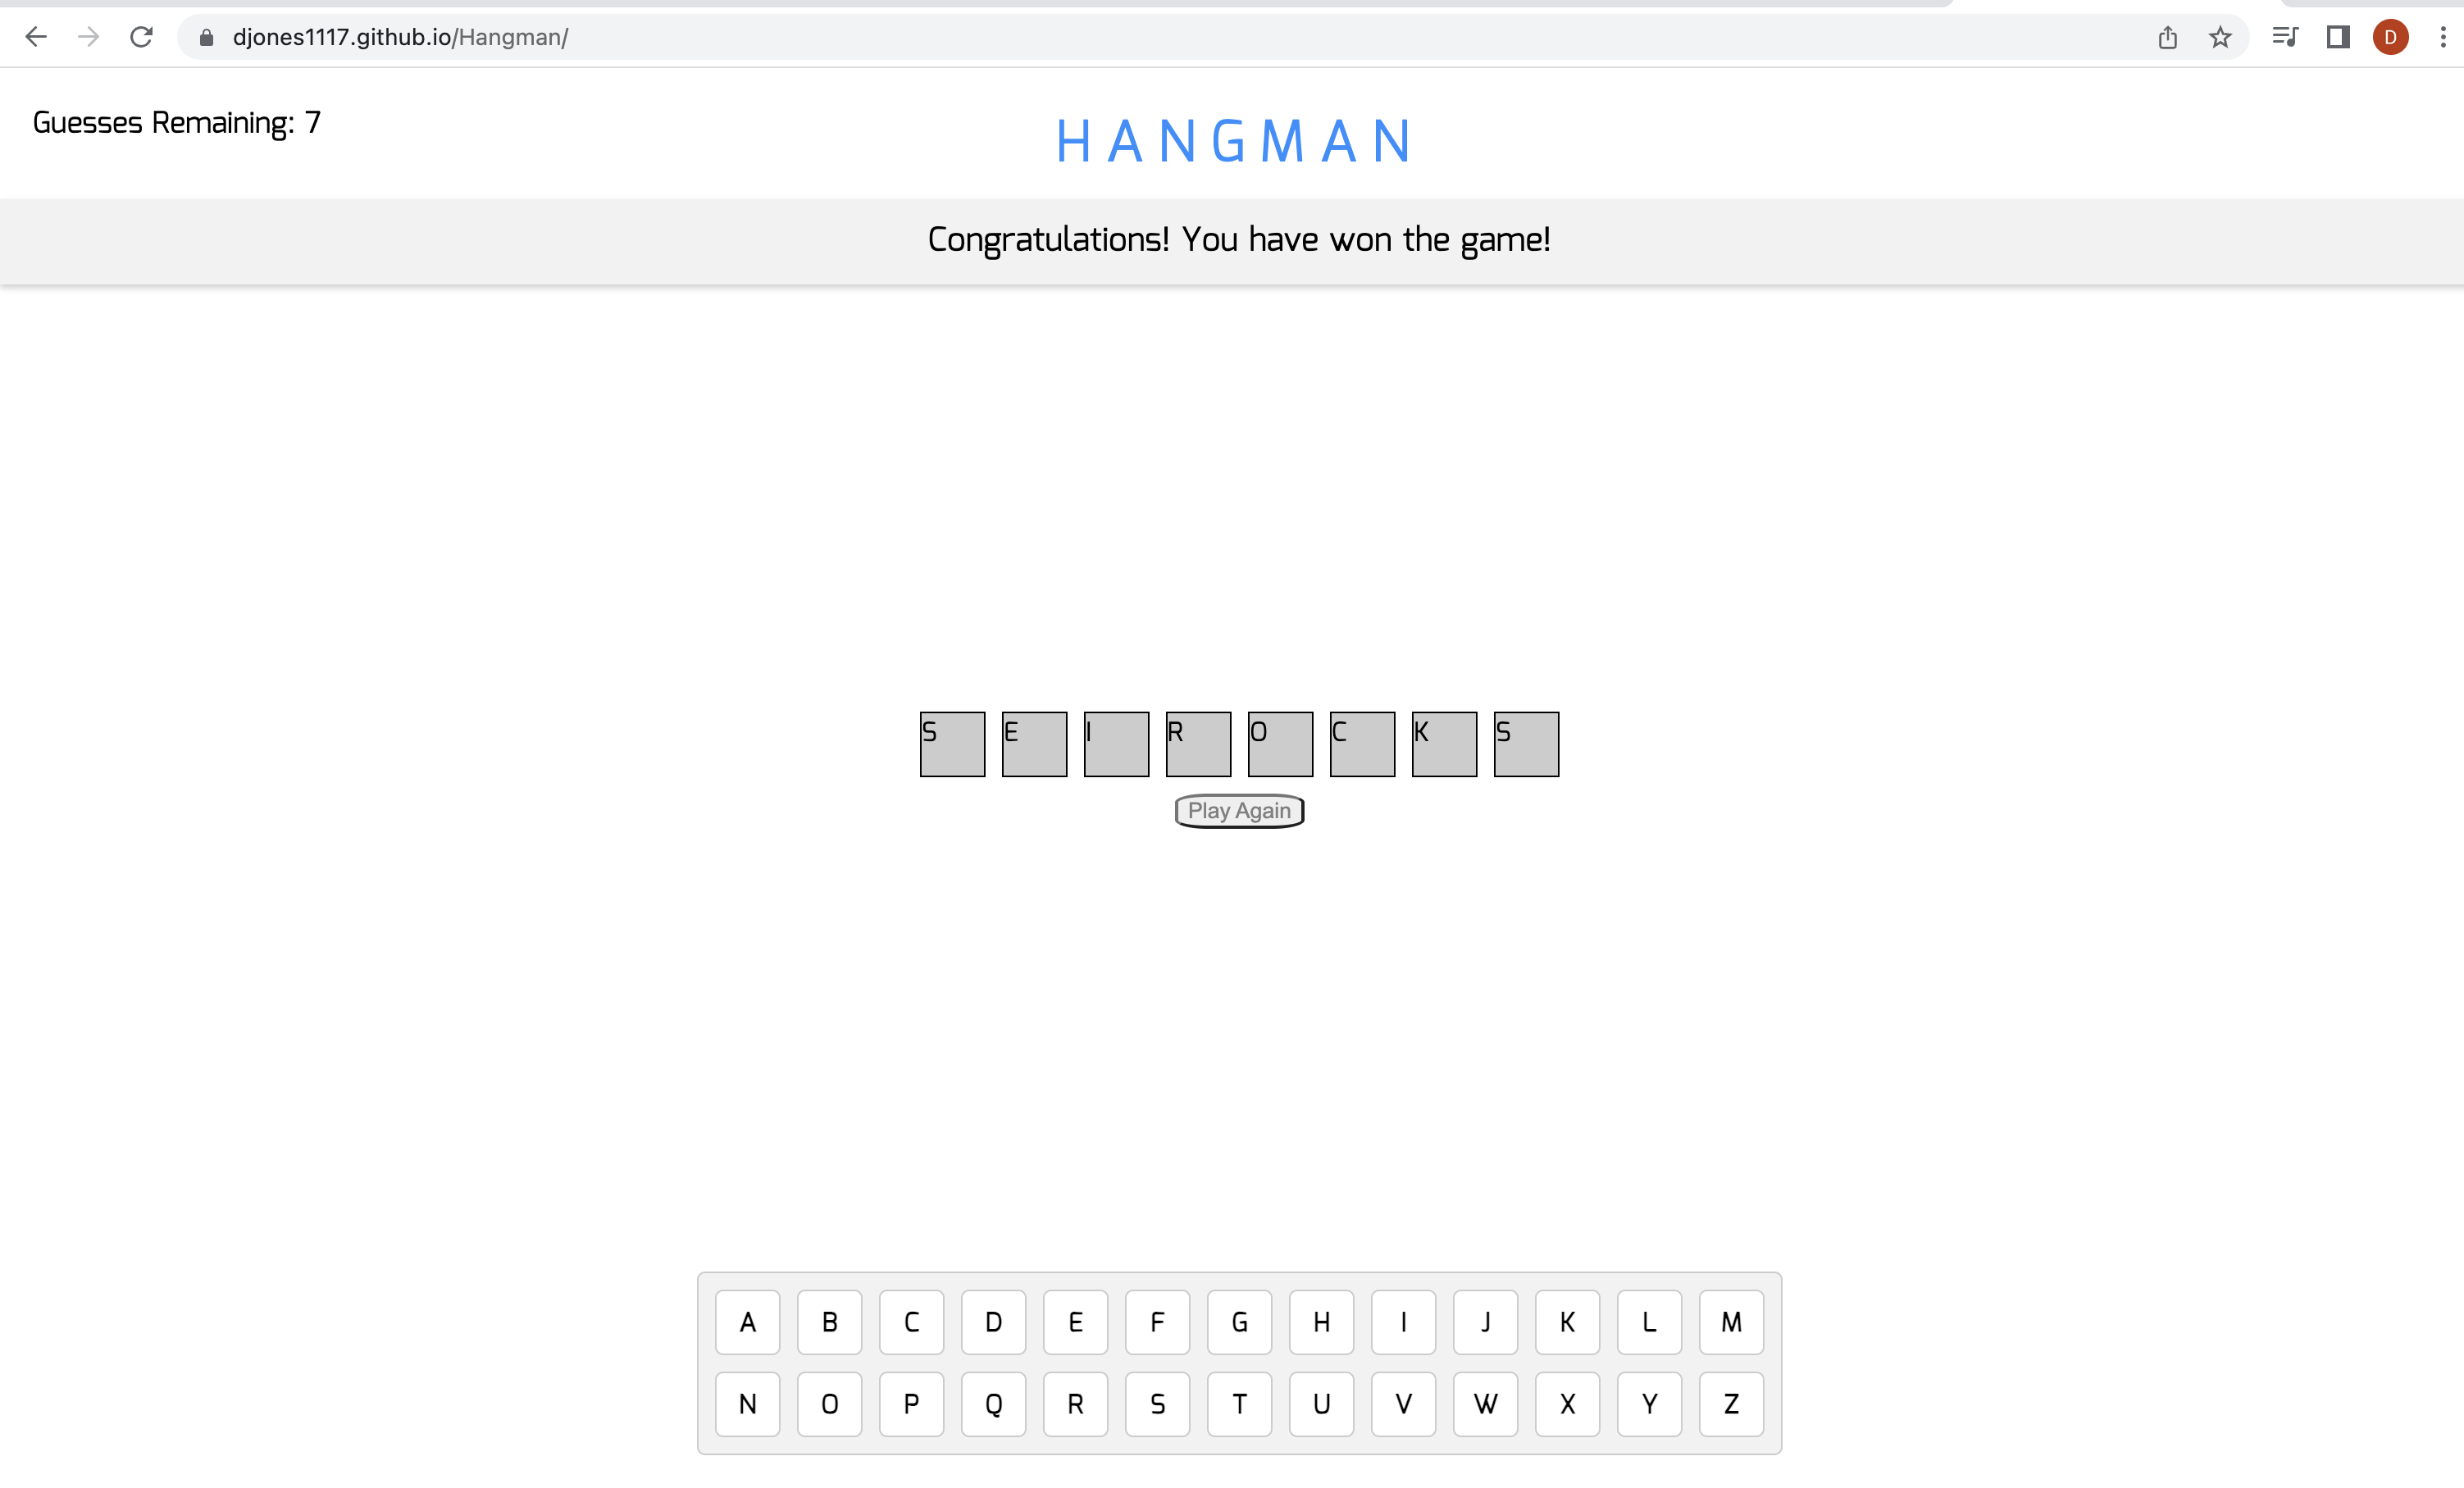 djones1117.github.io/Hangman/
D
Guesses Remaining: 7
HANGMAN
Congratulations! You have won the game!
S E I R O C K S
Play Again
A B C D E F G H I J K L M
N O P Q R S T U V W X Y Z